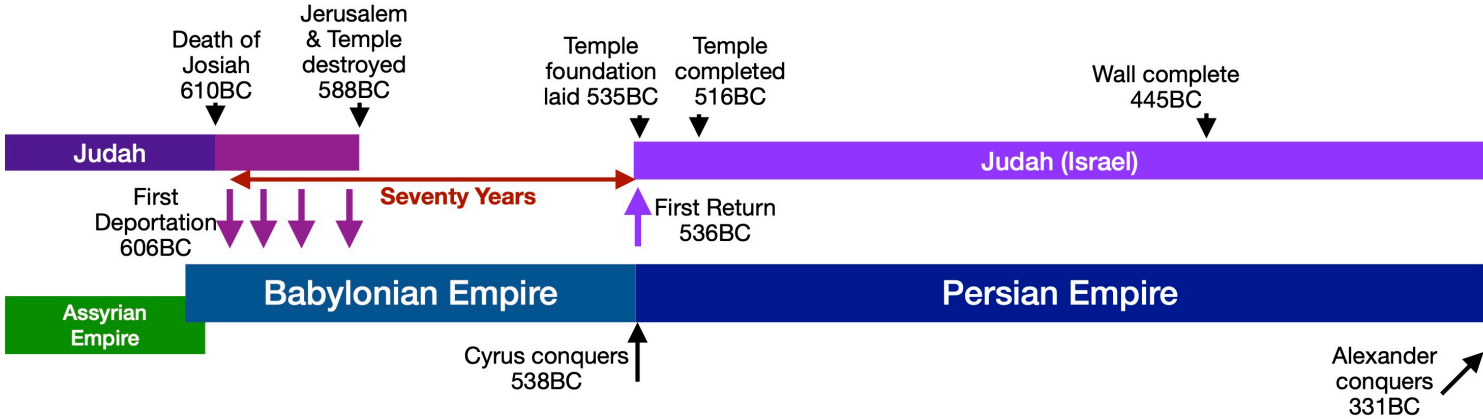 Death of
Josiah
610BC
Jerusalem
& Temple
destroyed
588BC
Temple
foundation
laid 535BC
Temple
completed
516BC
Wall complete
445BC
Judah
Judah (Israel)
Seventy Years
First
Deportation
606BC
First Return
536BC
Babylonian Empire
Persian Empire
Assyrian
Empire
Cyrus conquers
538BC
Alexander
conquers
331BC